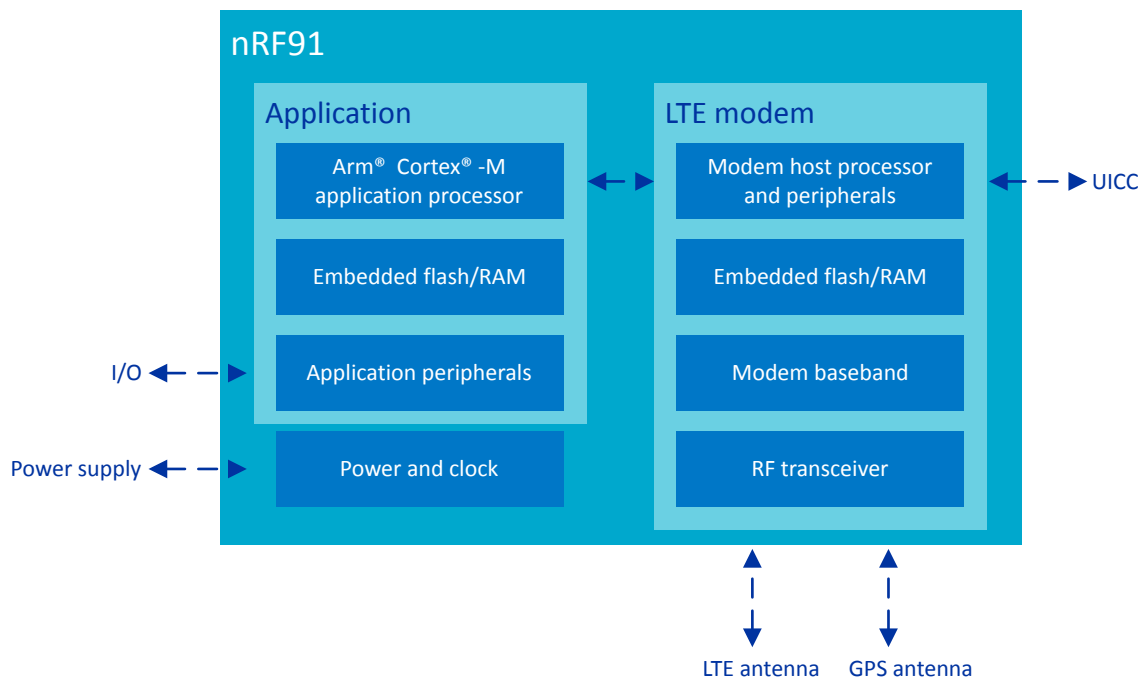 nRF91
Application
Arm® Cortex® -M
application processor
Embedded flash/RAM
Application peripherals
Power and clock
LTE modem
Modem host processor
and peripherals
Embedded flash/RAM
Modem baseband
RF transceiver
I/O
Power supply
UICC
LTE antenna
GPS antenna